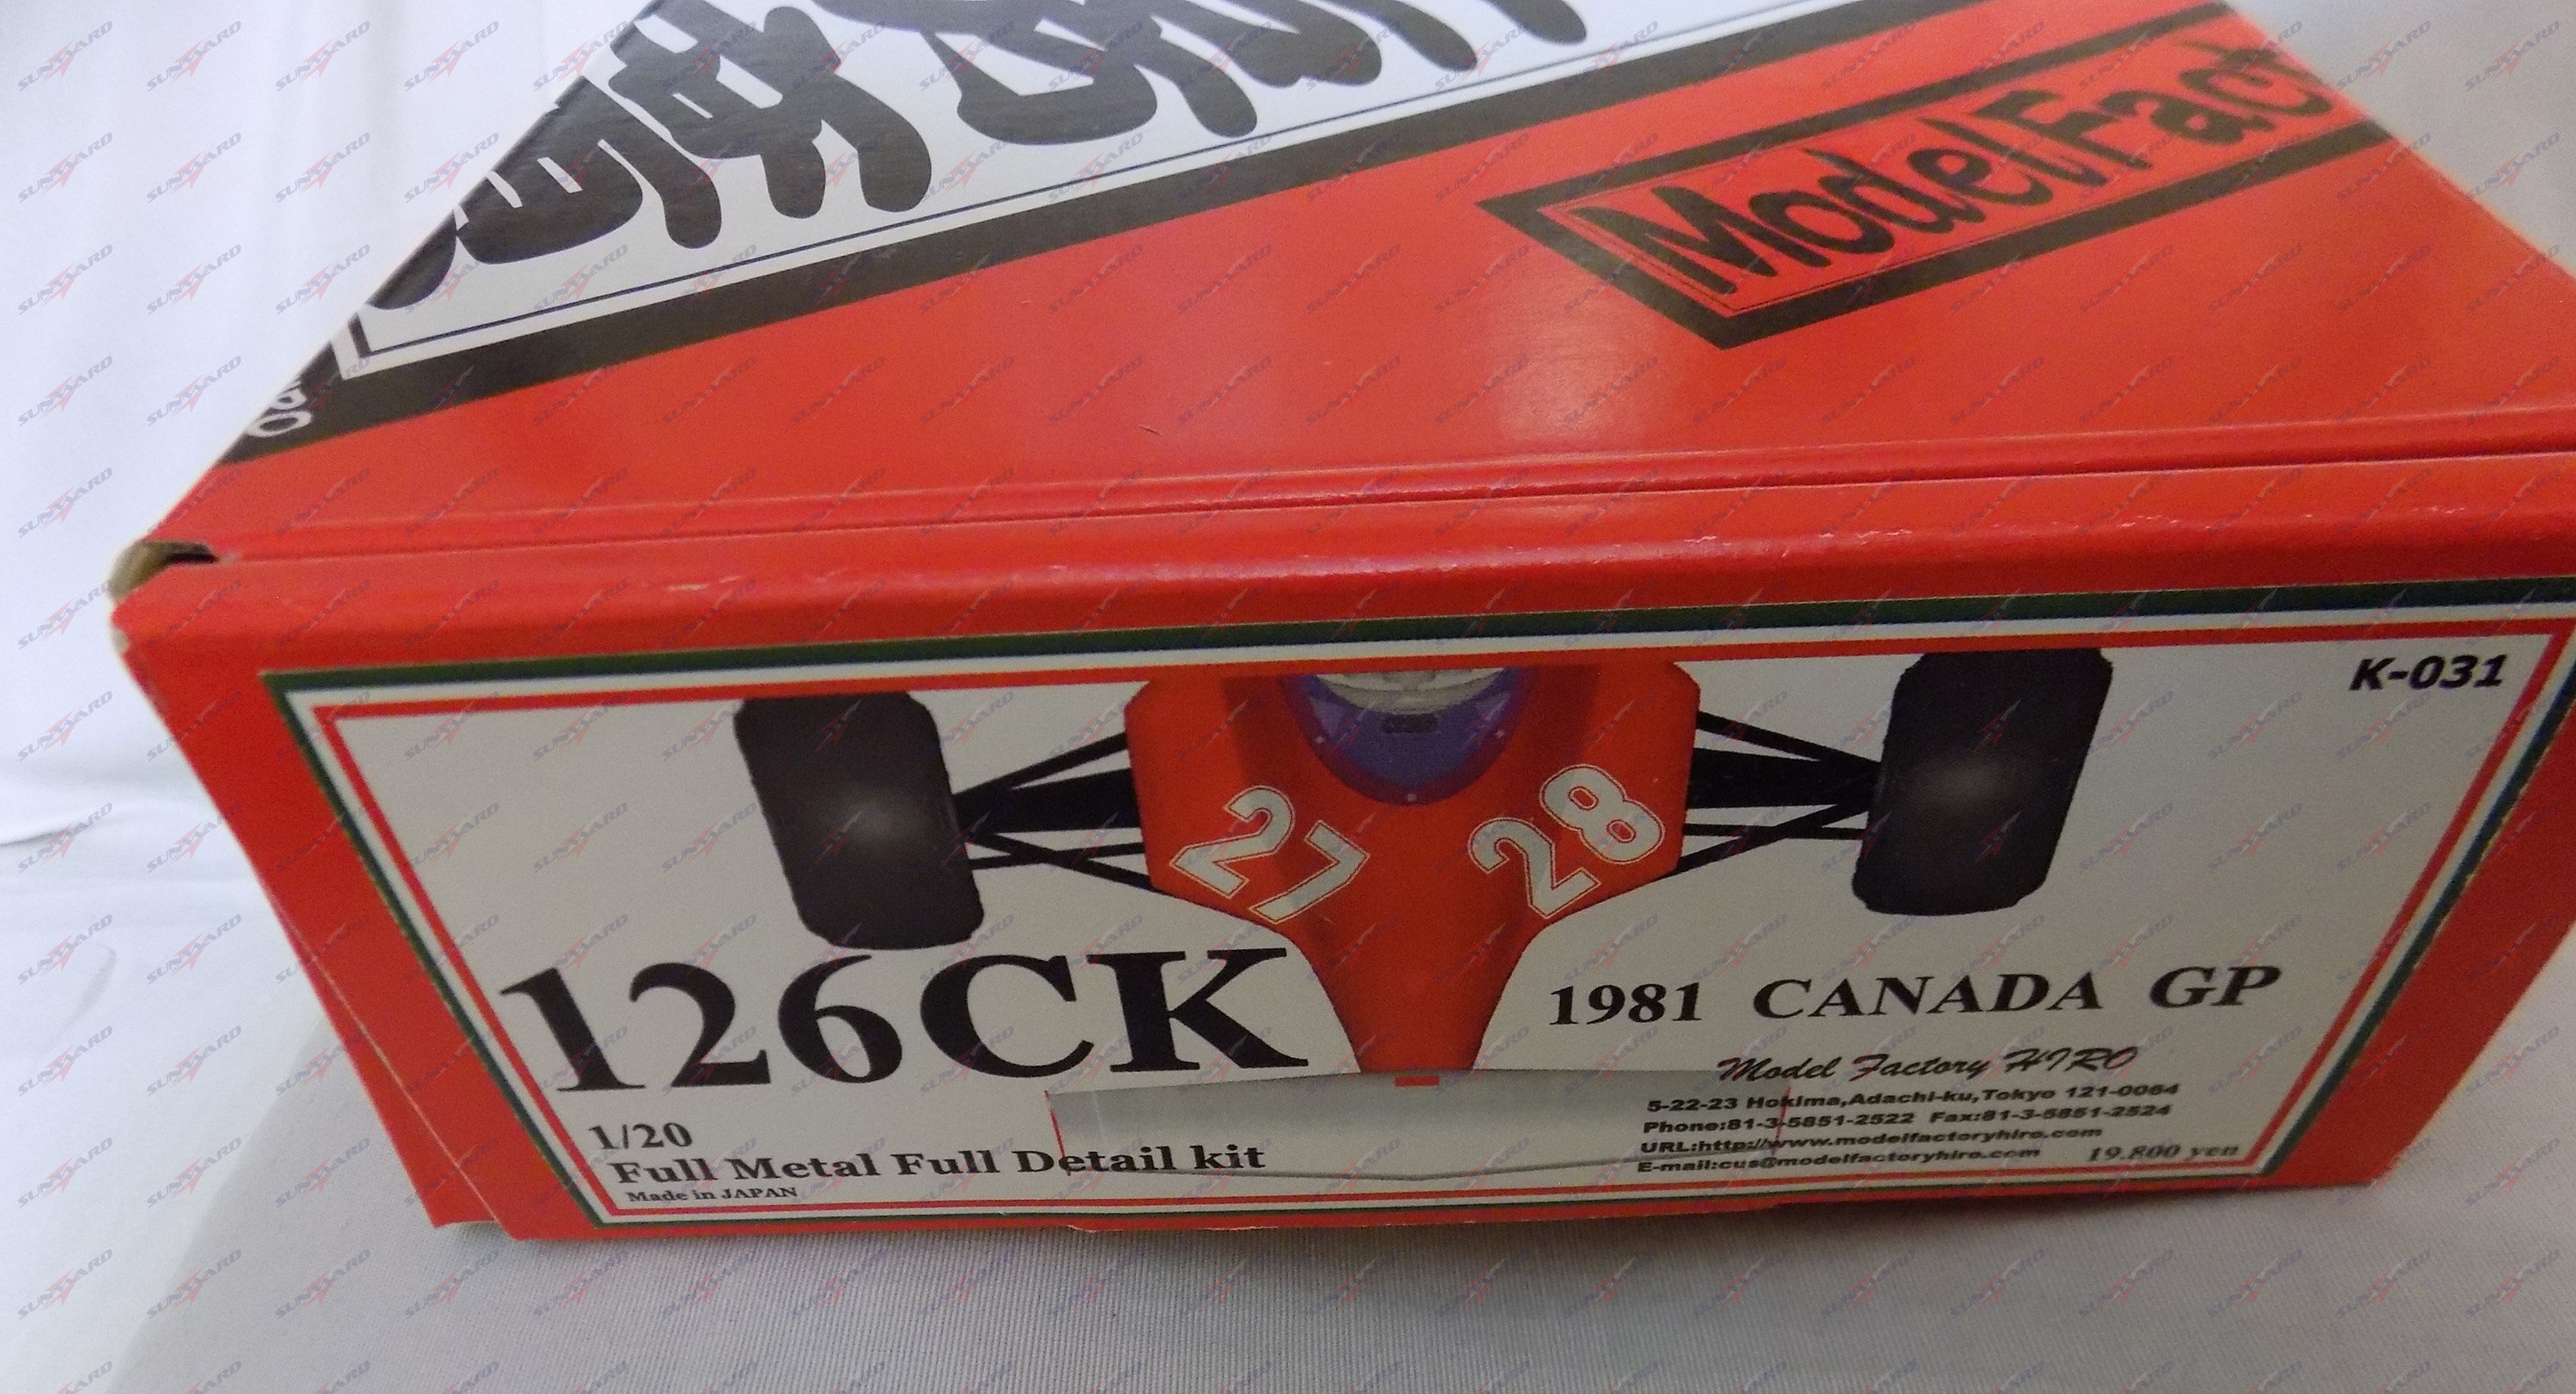 Model Fact
K-031
27
28
126CK
1981 CANADA GP
Model Factory HIRO
5-22-23 Hokima,Adachi-ku,Tokyo 121-0064
Phone:81-3-5851-2522 Fax:81-3-5851-2524
URL:http://www.modelfactoryhiro.com
E-mail:cus@modelfactoryhiro.com
19.800 yen
1/20
Full Metal Full Detail kit
Made in JAPAN
SUNTSARD